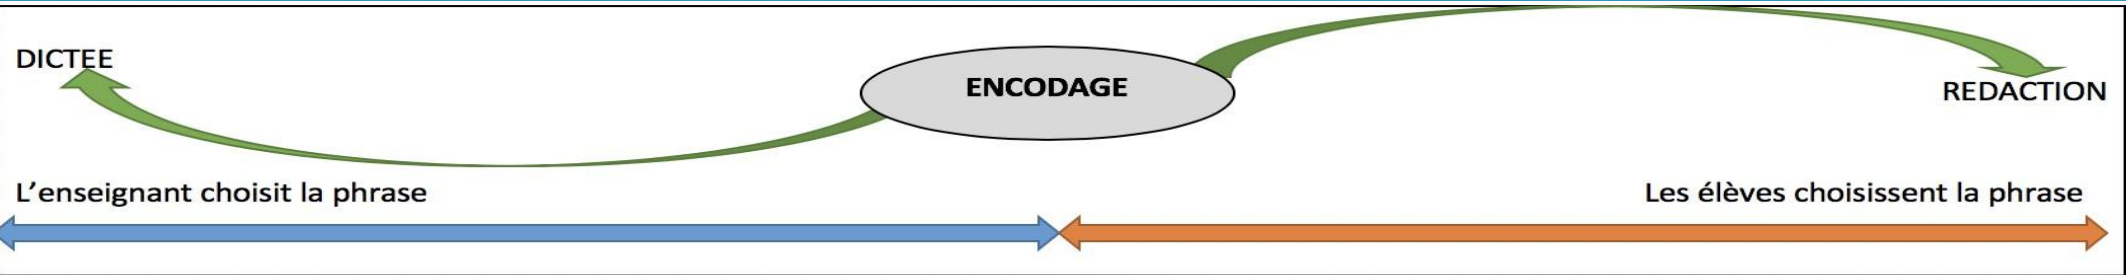 DICTEE
ENCODAGE
REDACTION
L'enseignant choisit la phrase
Les élèves choisissent la phrase